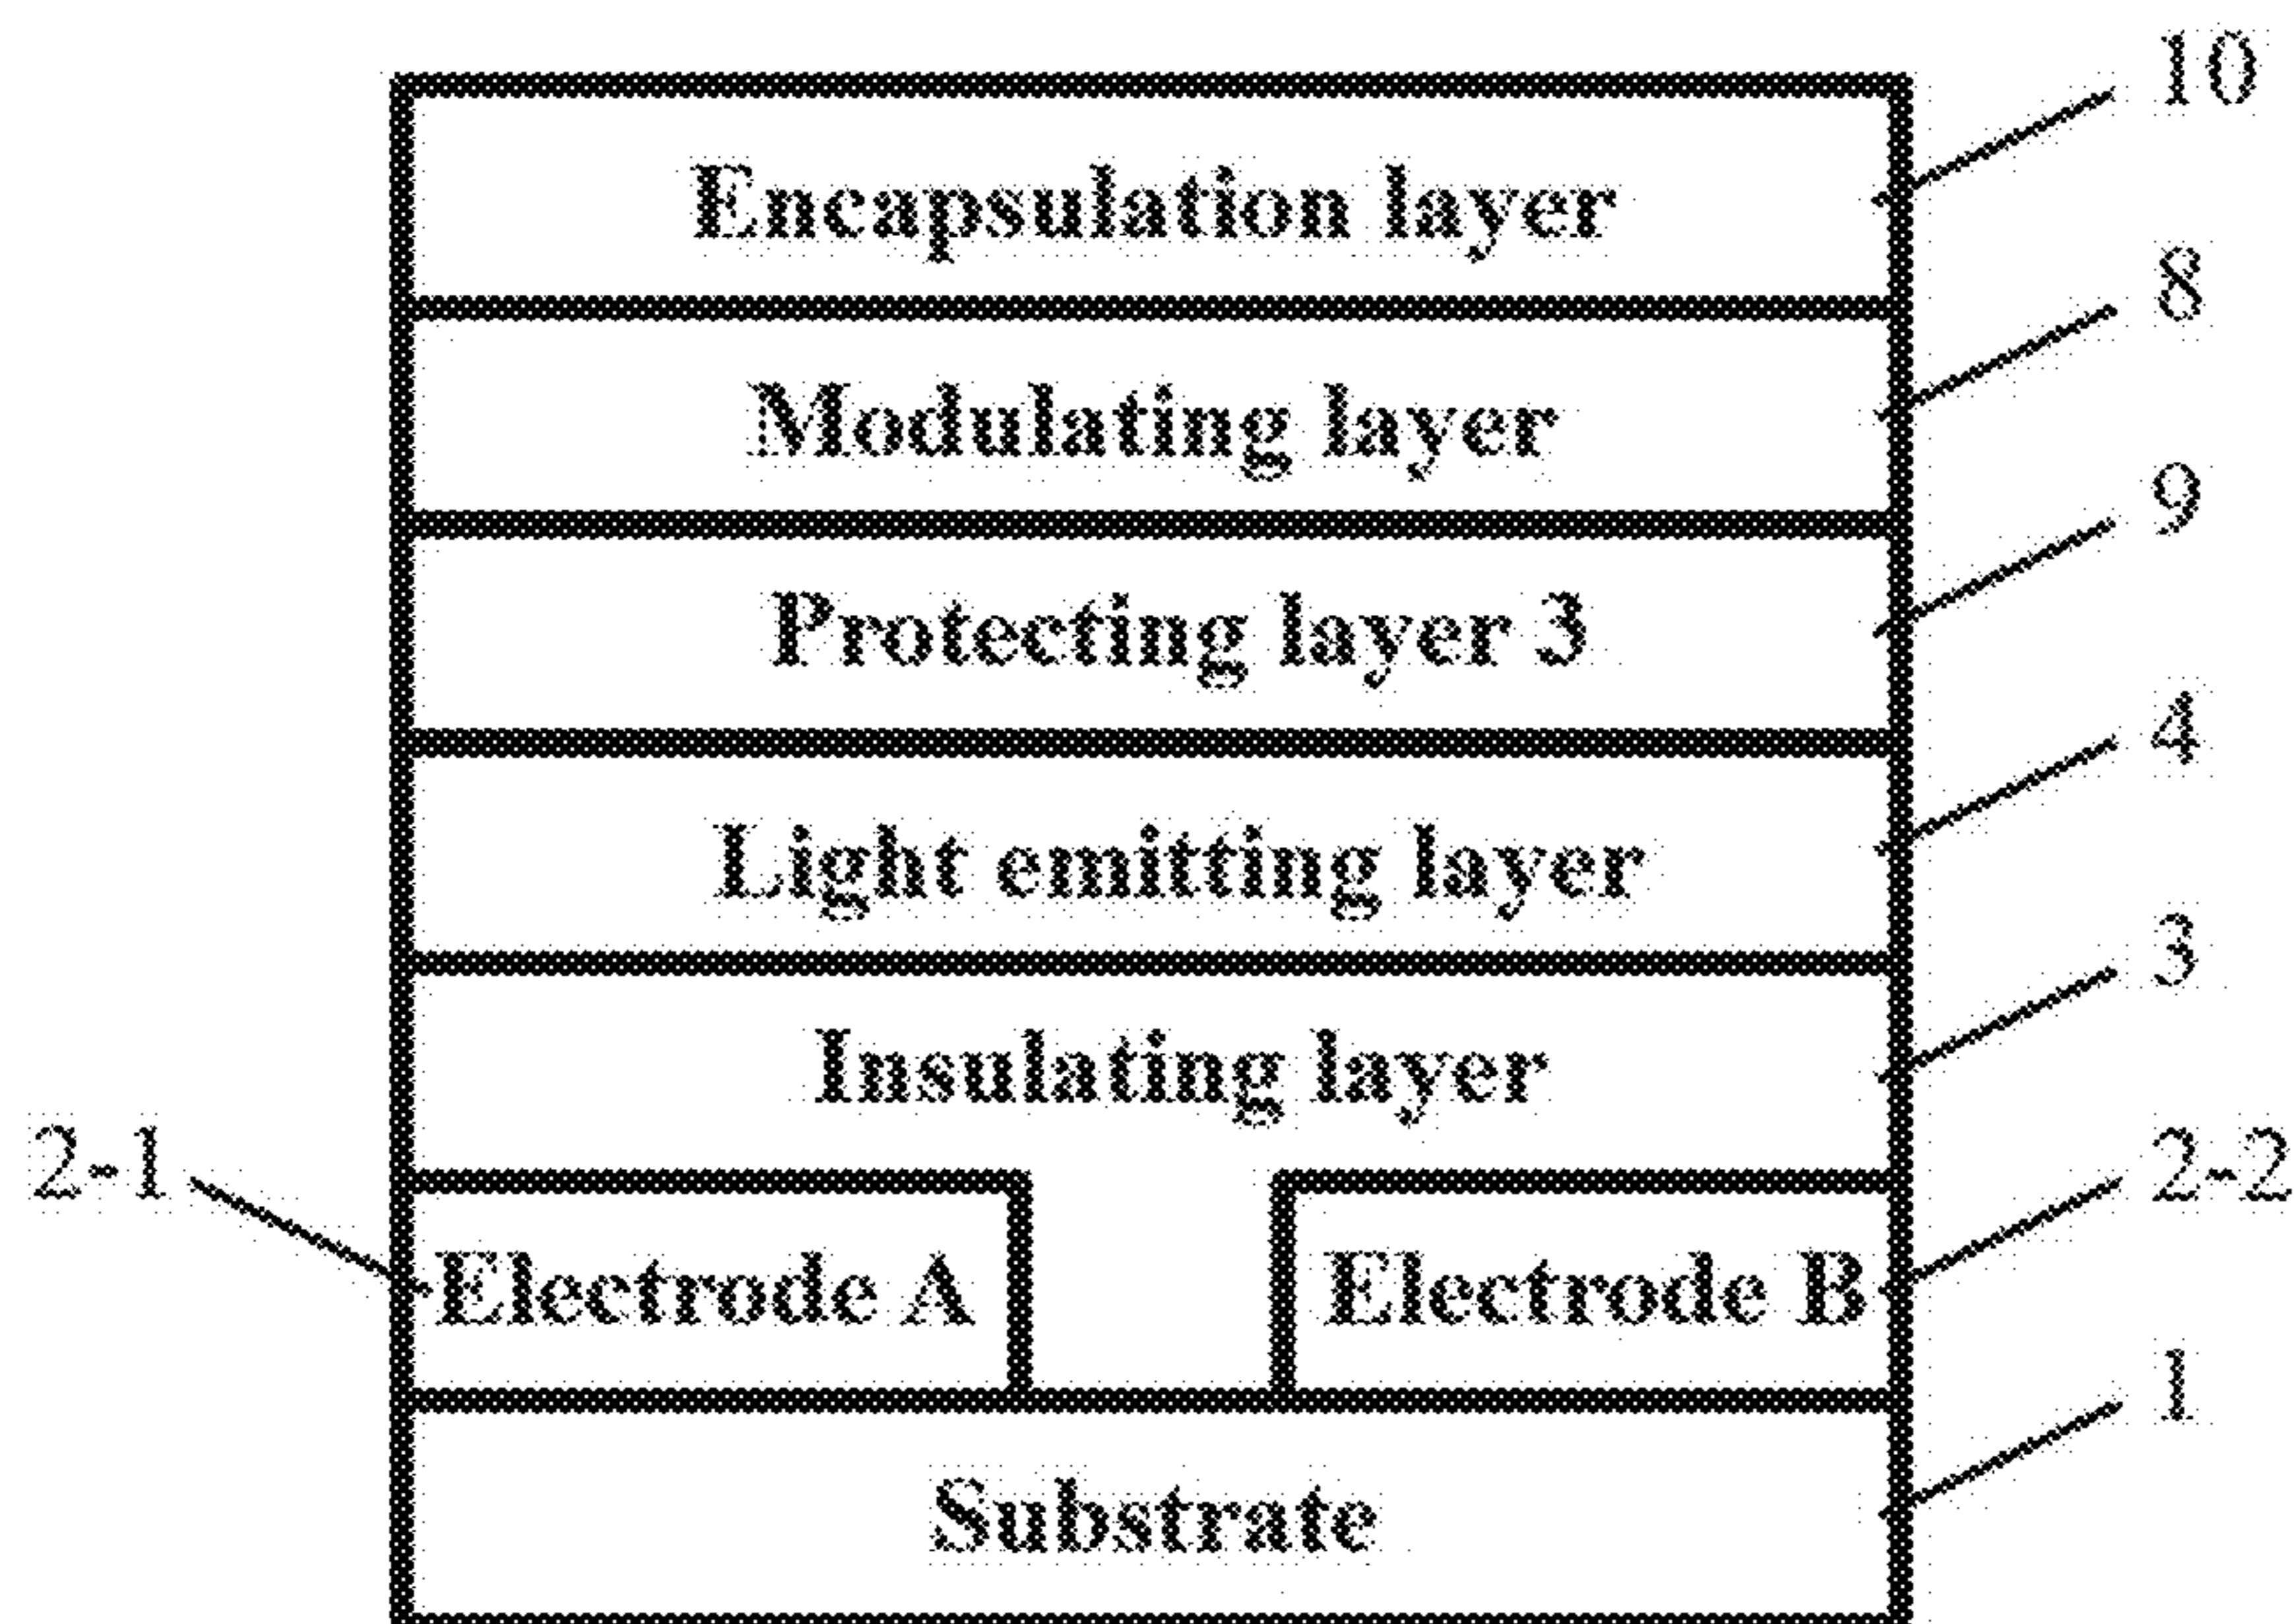 10
Encapsulation layer
8
Modulating layer
9
Protecting layer 3
4
Light emitting layer
3
Insulating layer
2-1
2-2
Electrode A
Electrode B
1
Substrate